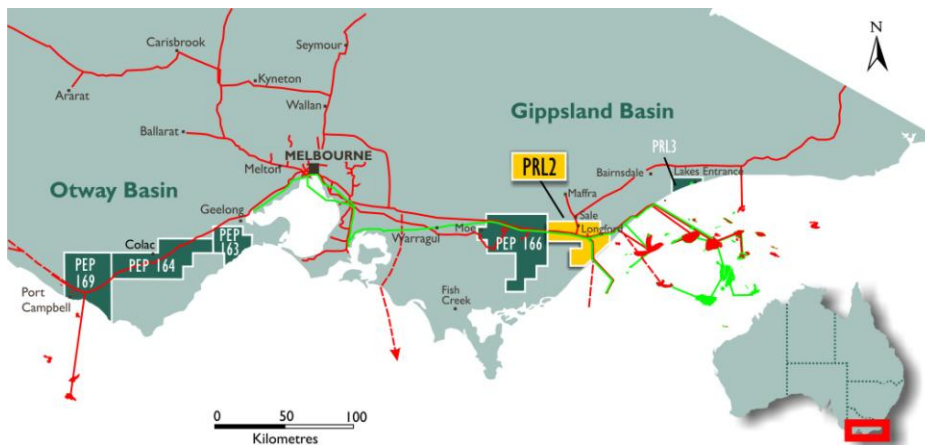 N
Carisbrook
Seymour
Kyneton
Ararat
Wallan
Gippsland Basin
Ballarat
PRL3
MELBOURNE
Melton
PRL2
Bairnsdale
Lakes Entrance
Otway Basin
Maffra
Geelong
Sale
Longford
Colac
PEP
163
Warragul
Moe
PEP 166
PEP
169
PEP 164
Port
Campbell
Fish
Creek
0 50 100
Kilometres